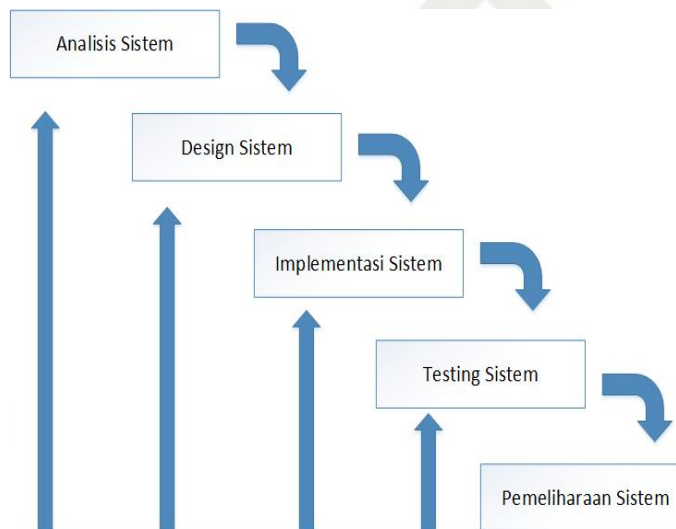 Analisis Sistem
Design Sistem
Implementasi Sistem
Testing Sistem
Pemeliharaan Sistem